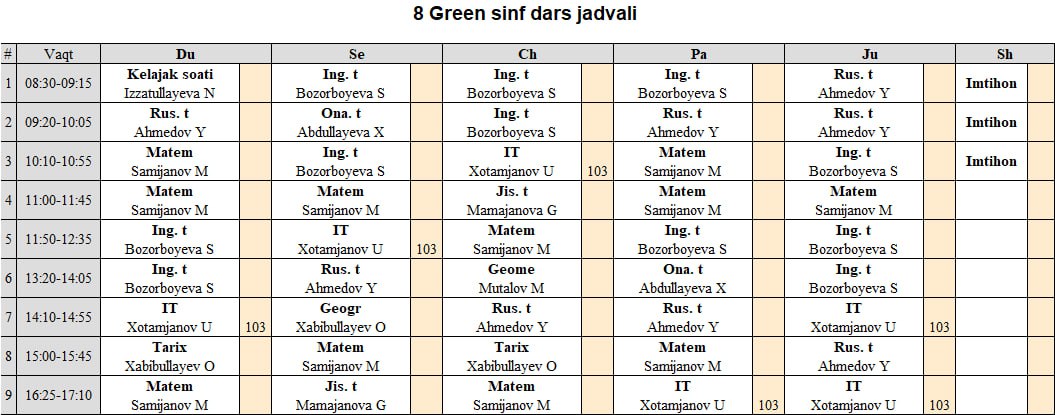 8 Green sinf dars jadvali
# Vaqt Du Se Ch Pa Ju Sh
1 08:30-09:15 Kelajak soati Ing. t Ing. t Ing. t Rus. t Imtihon
Izzatullayeva N Bozorboyeva S Bozorboyeva S Bozorboyeva S Ahmedov Y
2 09:20-10:05 Rus. t Ona. t Ing. t Rus. t Rus. t Imtihon
Ahmedov Y Abdullayeva X Bozorboyeva S Ahmedov Y Ahmedov Y
3 10:10-10:55 Matem Ing. t IT Matem Ing. t Imtihon
Samijanov M Bozorboyeva S Xotamjanov U 103 Samijanov M Bozorboyeva S
4 11:00-11:45 Matem Matem Jis. t Matem Matem
Samijanov M Samijanov M Mamajanova G Samijanov M Samijanov M
5 11:50-12:35 Ing. t IT Matem Ing. t Ing. t
Bozorboyeva S Xotamjanov U 103 Samijanov M Bozorboyeva S Bozorboyeva S
6 13:20-14:05 Ing. t Rus. t Geome Ona. t Ing. t
Bozorboyeva S Ahmedov Y Mutalov M Abdullayeva X Bozorboyeva S
7 14:10-14:55 IT Geogr Rus. t Rus. t IT
Xotamjanov U 103 Xabibullayev O Ahmedov Y Ahmedov Y Xotamjanov U 103
8 15:00-15:45 Tarix Matem Tarix Matem Rus. t
Xabibullayev O Samijanov M Xabibullayev O Samijanov M Ahmedov Y
9 16:25-17:10 Matem Jis. t Matem IT IT
Samijanov M Mamajanova G Samijanov M Xotamjanov U 103 Xotamjanov U 103